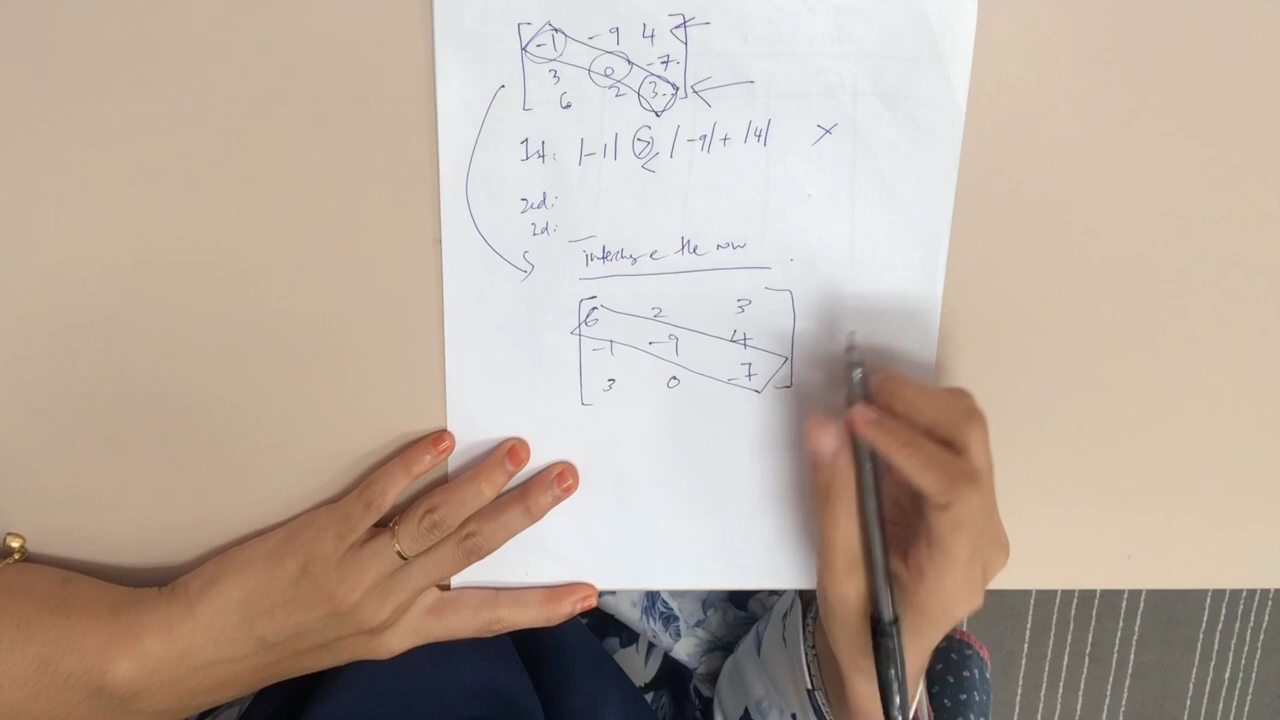 -1 -9 4
3 0 -7
6 2 3
1st: |-1| > |-9| + |4| ×
<
2nd:
3d:
interchange the row
6 2 3
-1 -9 4
3 0 -7